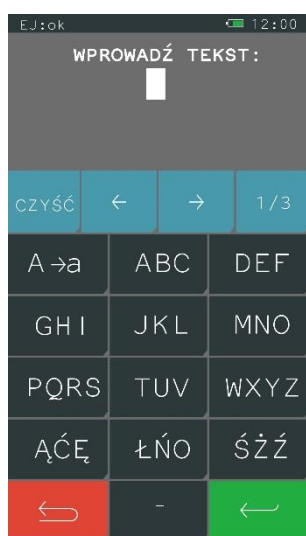 EJ:ok 12:00
WPROWADŹ TEKST:
CZYŚĆ ← → 1/3
A→a ABC DEF
GHI JKL MNO
PQRS TUV WXYZ
ĄĆĘ ŁŃO ŚŻŹ
-